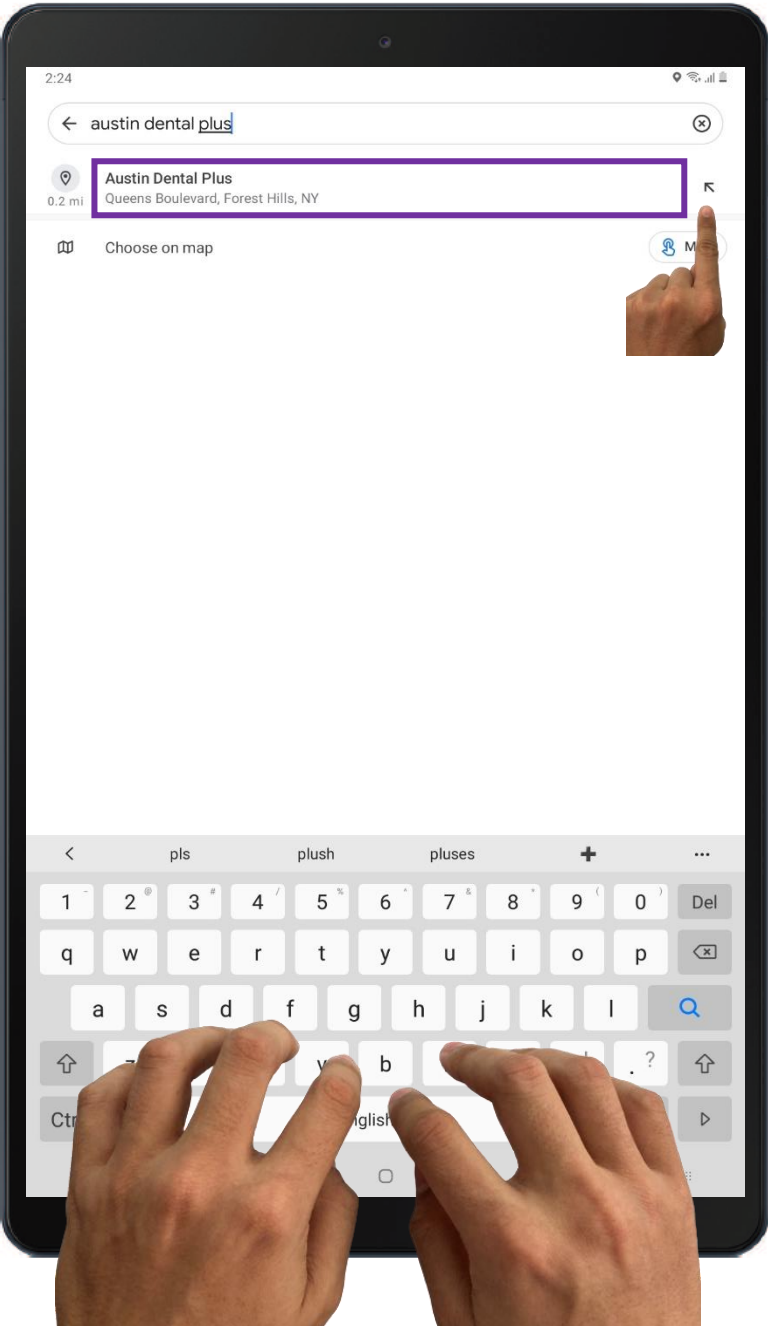 2:24
austin dental plus
Austin Dental Plus
0.2 mi
Queens Boulevard, Forest Hills, NY
Choose on map
pls plush pluses
1 - 2 @ 3 # 4 / 5 % 6 ^ 7 & 8 * 9 ( 0 ) Del
q w e r t y u i o p
a s d f g h j k l
b . ?